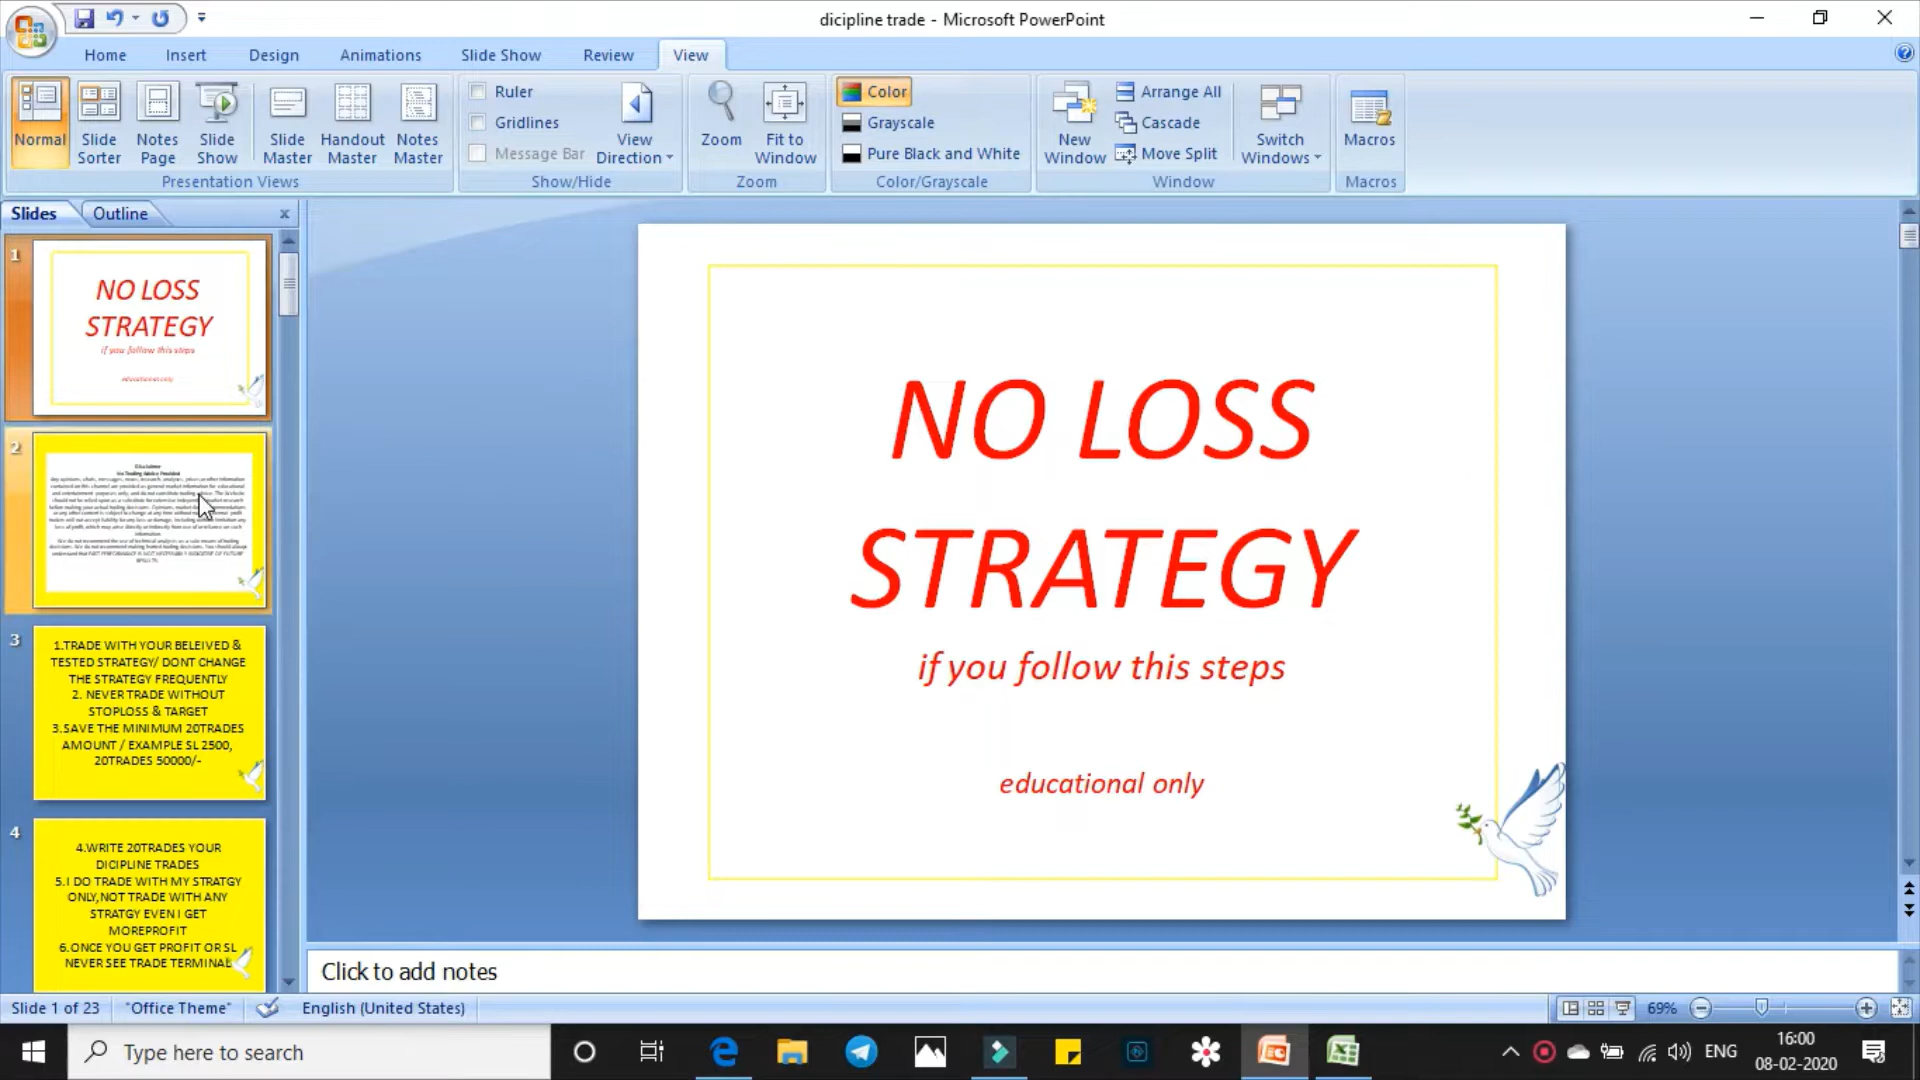 dicipline trade - Microsoft PowerPoint
Home Insert Design Animations Slide Show Review View
Normal
Slide Sorter
Notes Page
Slide Show
Slide Master
Handout Master
Notes Master
Presentation Views
Ruler
Gridlines
Message Bar
View Direction
Show/Hide
Zoom
Fit to Window
Zoom
Color
Grayscale
Pure Black and White
Color/Grayscale
New Window
Arrange All
Cascade
Move Split
Switch Windows
Window
Macros
Macros
Slides Outline
1
NO LOSS
STRATEGY
if you follow this steps
educational only
2
3
1.TRADE WITH YOUR BELEIVED &
TESTED STRATEGY/ DONT CHANGE
THE STRATEGY FREQUENTLY
2. NEVER TRADE WITHOUT
STOPLOSS & TARGET
3.SAVE THE MINIMUM 20TRADES
AMOUNT / EXAMPLE SL 2500,
20TRADES 50000/-
4
4.WRITE 20TRADES YOUR
DICIPLINE TRADES
5.I DO TRADE WITH MY STRATGY
ONLY,NOT TRADE WITH ANY
STRATGY EVEN I GET
MOREPROFIT
6.ONCE YOU GET PROFIT OR SL
NEVER SEE TRADE TERMINAL
NO LOSS
STRATEGY
if you follow this steps
educational only
Click to add notes
Slide 1 of 23 "Office Theme" English (United States) 69%
Type here to search
ENG
16:00
08-02-2020